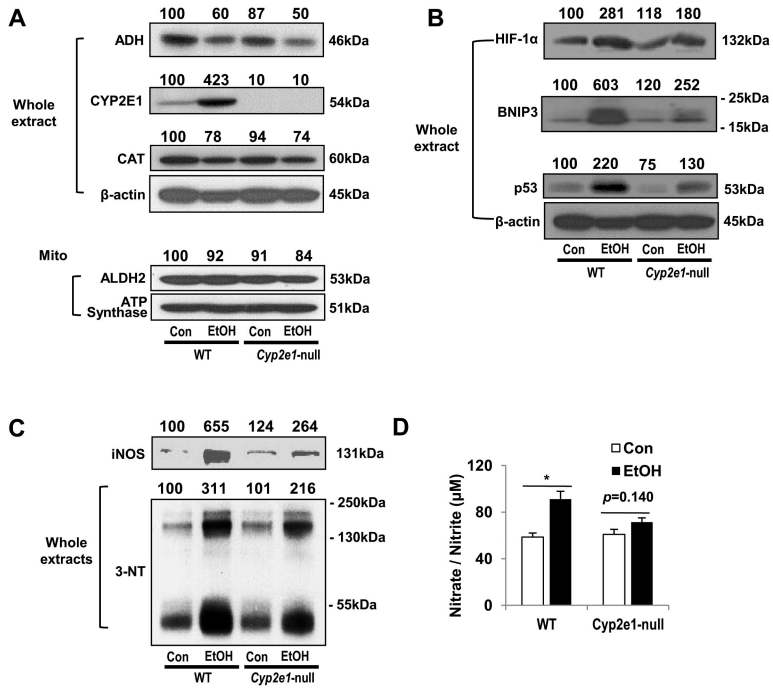 A
100 60 87 50
ADH 46kDa
100 423 10 10
CYP2E1 54kDa
Whole
extract
100 78 94 74
CAT 60kDa
β-actin 45kDa
Mito 100 92 91 84
ALDH2 53kDa
ATP
Synthase 51kDa
Con EtOH Con EtOH
WT Cyp2e1-null
B
100 281 118 180
HIF-1α 132kDa
100 603 120 252
- 25kDa
BNIP3
- 15kDa
Whole
extract
100 220 75 130
p53 53kDa
β-actin 45kDa
Con EtOH Con EtOH
WT Cyp2e1-null
C
100 655 124 264
iNOS 131kDa
100 311 101 216
- 250kDa
- 130kDa
Whole
extracts
3-NT
- 55kDa
Con EtOH Con EtOH
WT Cyp2e1-null
D
Con
EtOH
Nitrate / Nitrite (μM)
120
80
40
0
*
p=0.140
WT Cyp2e1-null